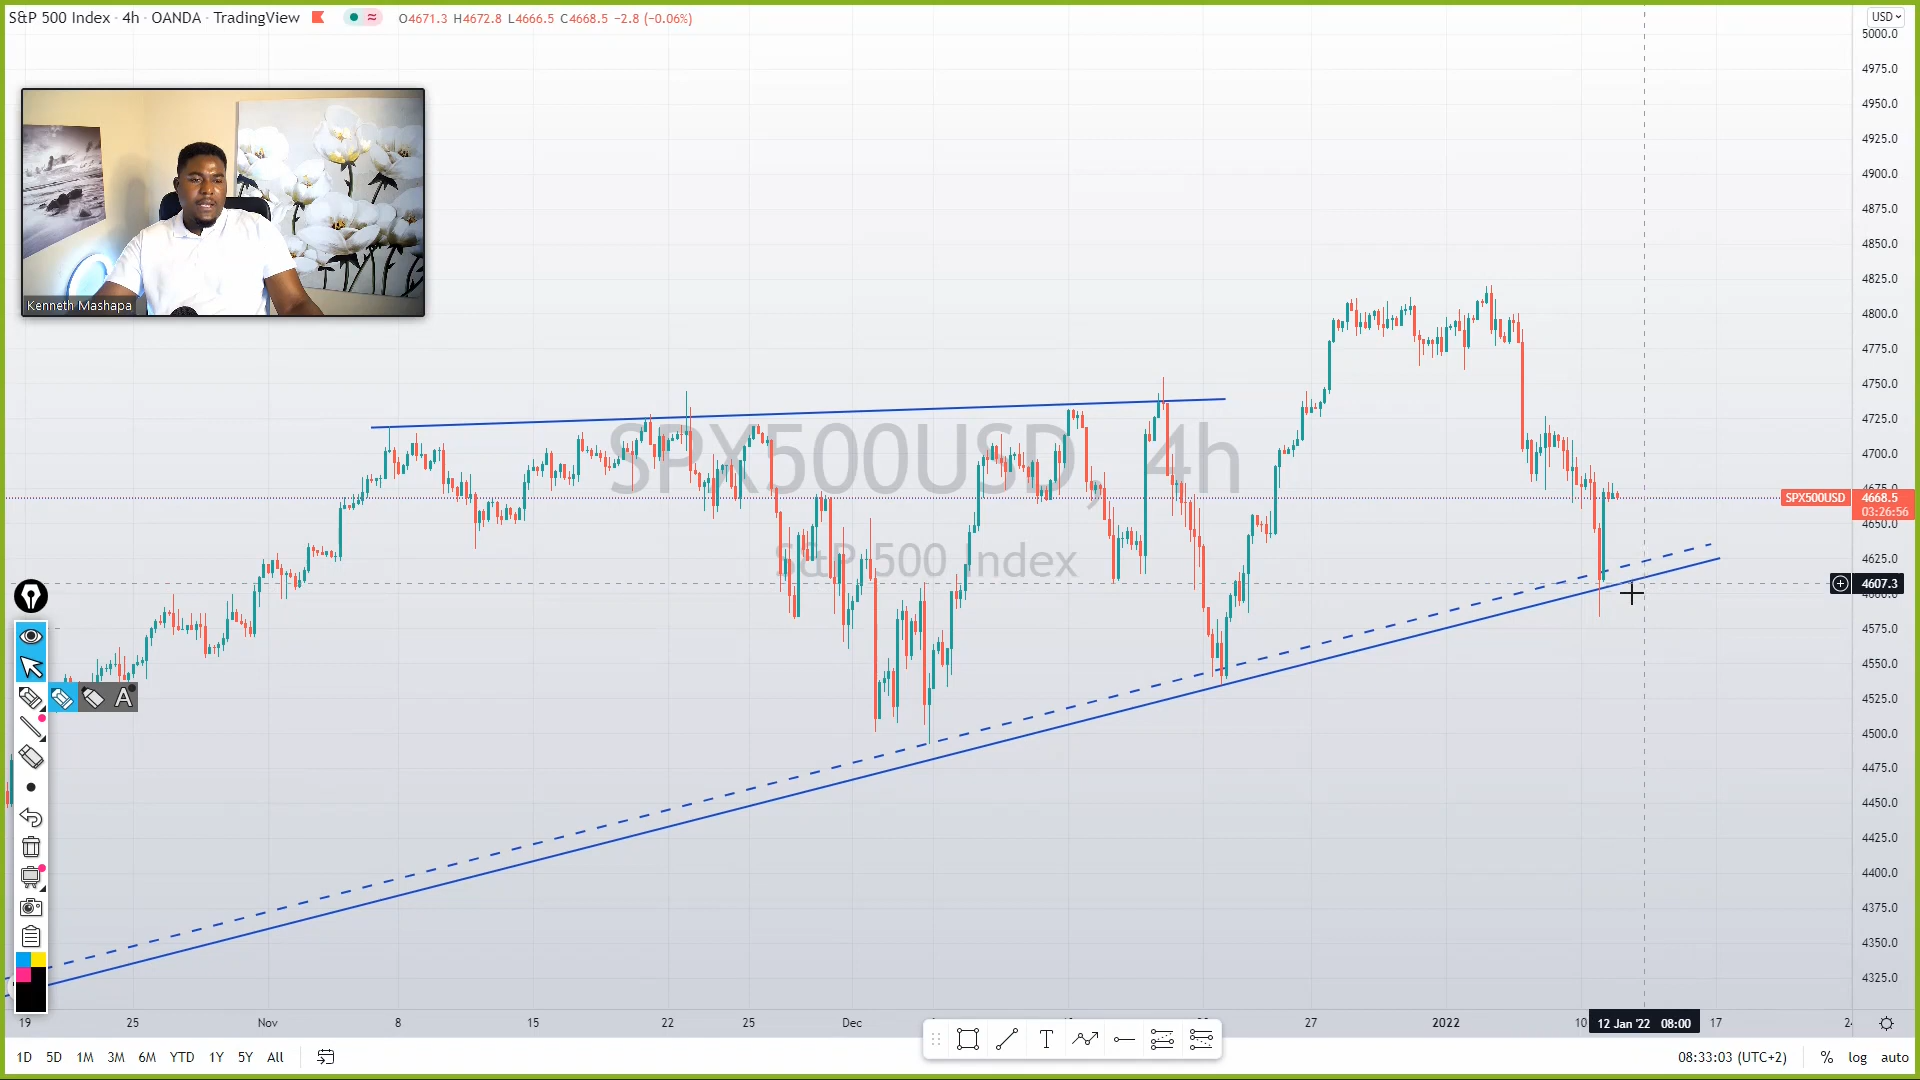 S&P 500 Index · 4h · OANDA · TradingView
O4671.3 H4672.8 L4666.5 C4668.5 −2.8 (−0.06%)
USD
5000.0
4975.0
4950.0
4925.0
4900.0
4875.0
4850.0
4825.0
4800.0
4775.0
4750.0
4725.0
4700.0
SPX500USD
4668.5
03:26:56
4650.0
4625.0
4607.3
4600.0
4575.0
4550.0
4525.0
4500.0
4475.0
4450.0
4425.0
4400.0
4375.0
4350.0
4325.0
Kenneth Mashapa
SPX500USD, 4h
S&P 500 Index
A
19 25 Nov 8 15 22 25 Dec 27 2022 10 12 Jan '22 08:00 17
T
1D 5D 1M 3M 6M YTD 1Y 5Y All
08:33:03 (UTC+2) % log auto